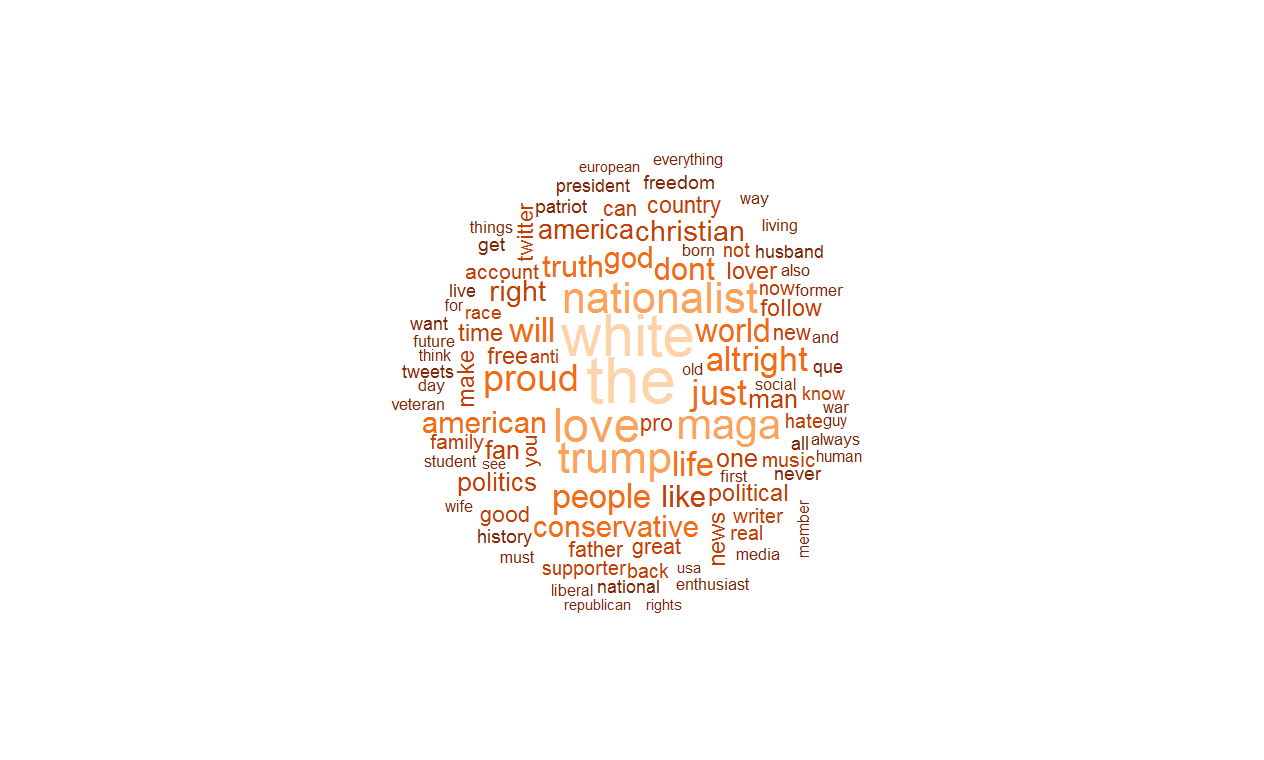 everything
european
president
freedom
way
patriot
can
country
things
twitter
america
christian
living
get
born
not
husband
truth
god
dont
account
lover
also
live
right
nationalist
now
former
for
race
follow
want
time
will
white
world
new
and
future
think
free
anti
altright
tweets
proud
the
old
que
day
make
just
social
man
know
veteran
war
american
love
pro
maga
hate
guy
family
fan
you
all
always
student
see
trump
life
one
music
human
politics
first
never
people
like
political
wife
good
conservative
news
writer
member
history
real
must
father
great
media
supporter
back
usa
liberal
national
enthusiast
republican
rights